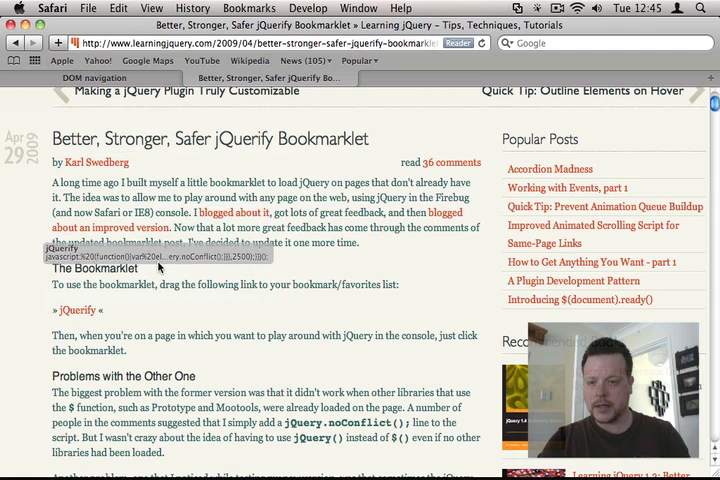 Safari File Edit View History Bookmarks Develop Window Help Tue 12:45
Better, Stronger, Safer jQuerify Bookmarklet » Learning jQuery - Tips, Techniques, Tutorials
http://www.learningjquery.com/2009/04/better-stronger-safer-jquerify-bookmarklet Reader Google
Apple Yahoo! Google Maps YouTube Wikipedia News (105) Popular
DOM navigation Better, Stronger, Safer jQuerify Bo...
Making a jQuery Plugin Truly Customizable Quick Tip: Outline Elements on Hover
Apr 29 2009
Better, Stronger, Safer jQuerify Bookmarklet
by Karl Swedberg read 36 comments
A long time ago I built myself a little bookmarklet to load jQuery on pages that don't already have
it. The idea was to allow me to play around with any page on the web, using jQuery in the Firebug
(and now Safari or IE8) console. I blogged about it, got lots of great feedback, and then blogged
about an improved version. Now that a lot more great feedback has come through the comments of
the updated bookmarklet post, I've decided to update it one more time.
jQuerify
javascript:%20(function(){var%20el...ery.noConflict();}},2500);}})();
The Bookmarklet
To use the bookmarklet, drag the following link to your bookmark/favorites list:
» jQuerify «
Then, when you're on a page in which you want to play around with jQuery in the console, just click
the bookmarklet.
Problems with the Other One
The biggest problem with the former version was that it didn't work when other libraries that use
the $ function, such as Prototype and Mootools, were already loaded on the page. A number of
people in the comments suggested that I simply add a jQuery.noConflict(); line to the
script. But I wasn't crazy about the idea of having to use jQuery() instead of $() even if no other
libraries had been loaded.
Popular Posts
Accordion Madness
Working with Events, part 1
Quick Tip: Prevent Animation Queue Buildup
Improved Animated Scrolling Script for
Same-Page Links
How to Get Anything You Want - part 1
A Plugin Development Pattern
Introducing $(document).ready()
Recommended books
Learning jQuery 1.3: Better